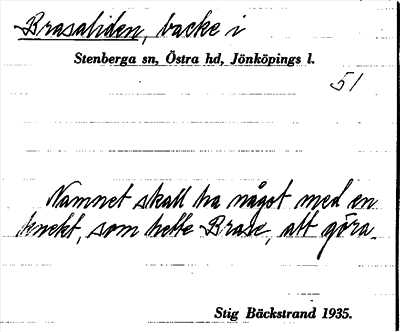 Brasaliden, backe i
Stenberga sn, Östra hd, Jönköpings l.
51
Namnet skall ha något med en
knekt, som hette Brase, att göra.
Stig Bäckstrand 1935.